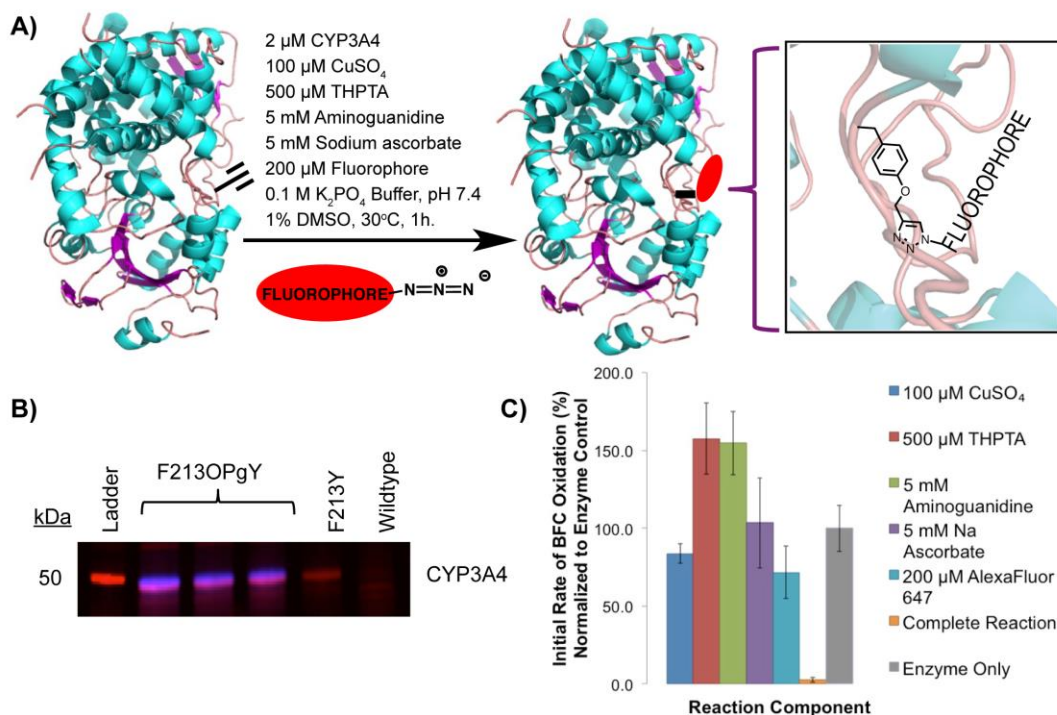 A)
2 µM CYP3A4
100 µM CuSO₄
500 µM THPTA
5 mM Aminoguanidine
5 mM Sodium ascorbate
200 µM Fluorophore
0.1 M K₂PO₄ Buffer, pH 7.4
1% DMSO, 30°C, 1h.
FLUOROPHORE-N=N=N
⊕ ⊖
O
N N N
FLUOROPHORE
B)
F213OPgY
kDa
Ladder
F213Y
Wildtype
50
CYP3A4
C)
Initial Rate of BFC Oxidation (%)
Normalized to Enzyme Control
200.0
150.0
100.0
50.0
0.0
Reaction Component
100 µM CuSO₄
500 µM THPTA
5 mM
Aminoguanidine
5 mM Na
Ascorbate
200 µM AlexaFluor
647
Complete Reaction
Enzyme Only